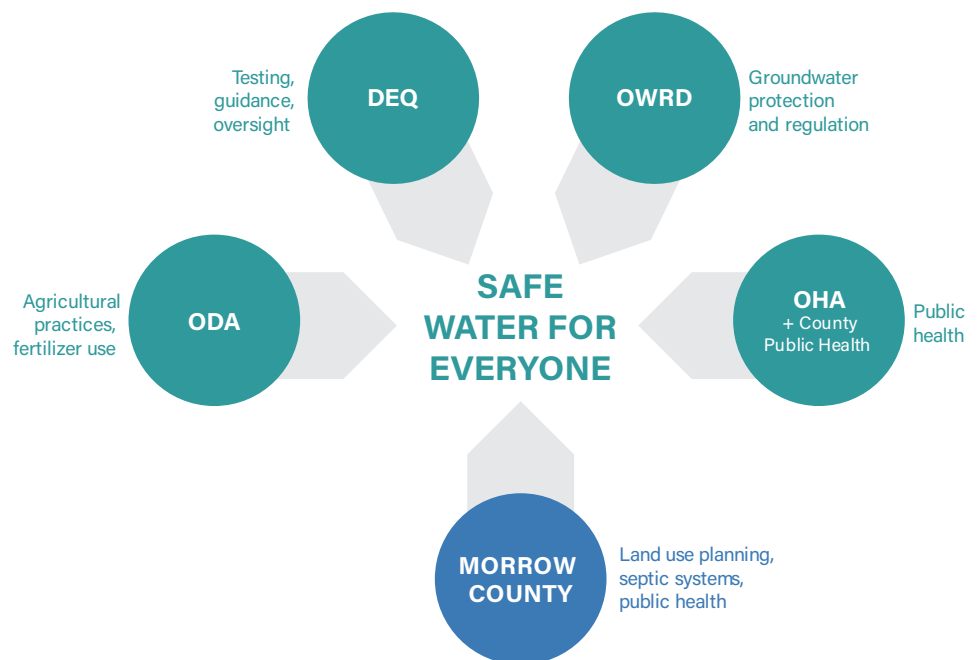 Testing,
guidance,
oversight
DEQ
OWRD
Groundwater
protection
and regulation
Agricultural
practices,
fertilizer use
ODA
SAFE
WATER FOR
EVERYONE
OHA
+ County
Public Health
Public
health
MORROW
COUNTY
Land use planning,
septic systems,
public health